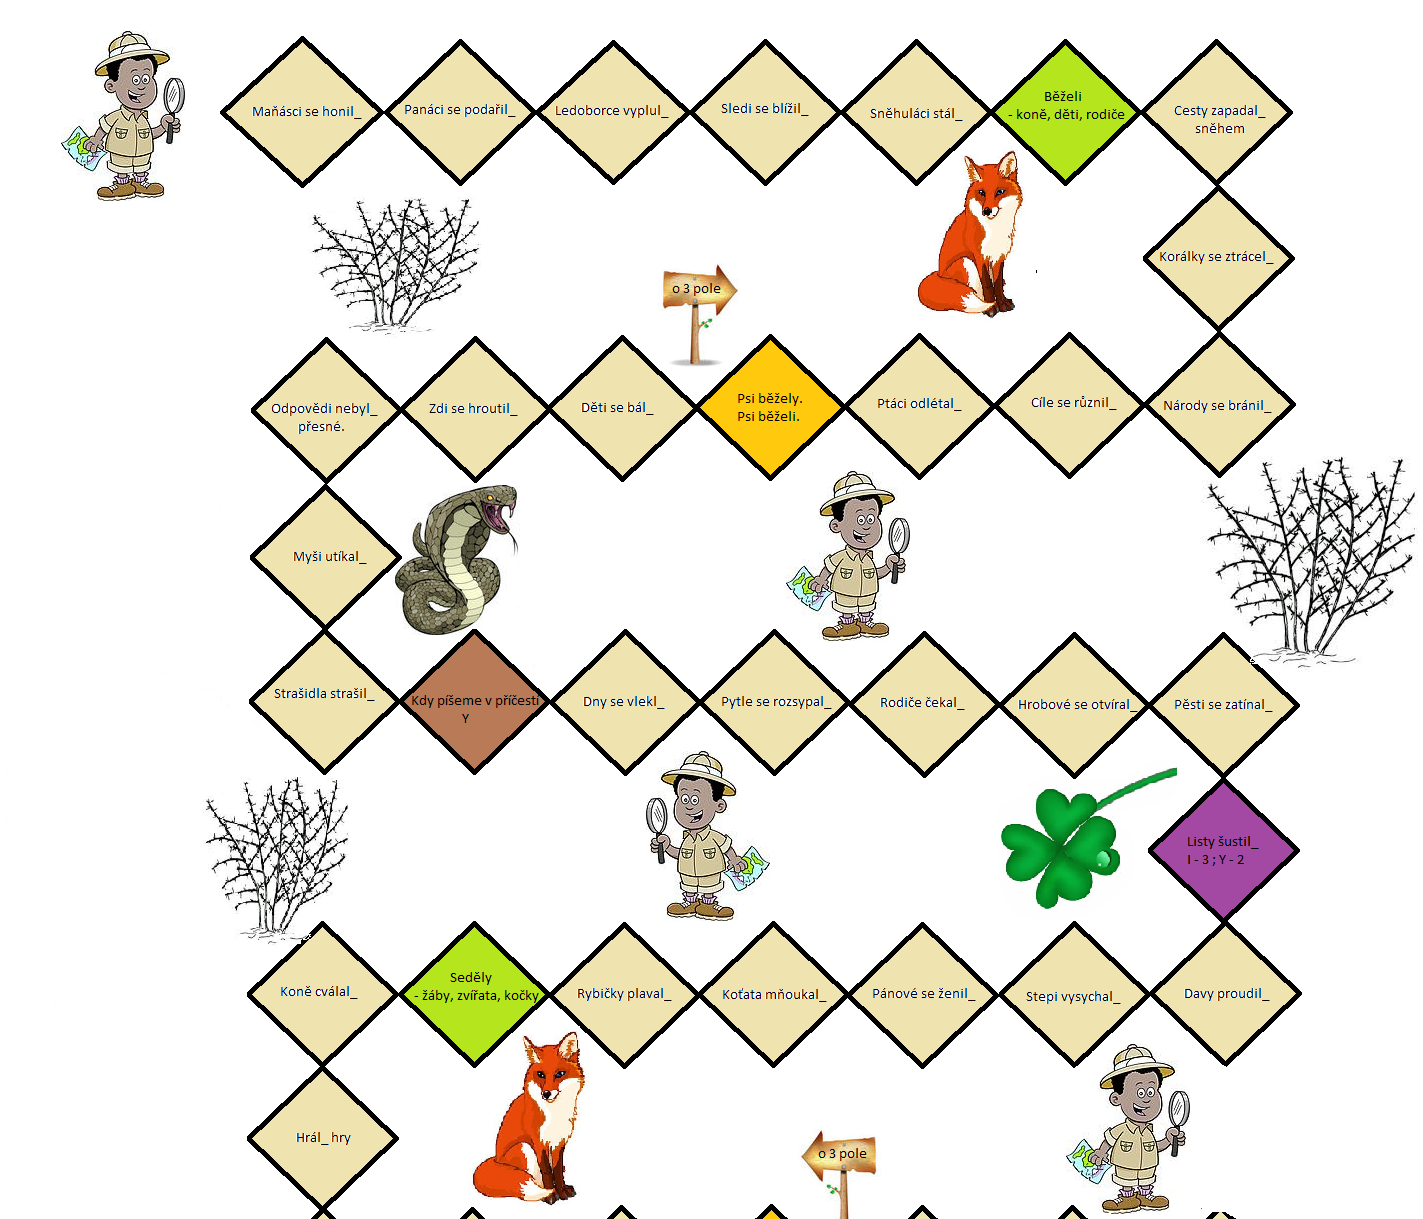 Maňásci se honil_
Panáci se podařil_
Ledoborce vyplul_
Sledi se blížil_
Sněhuláci stál_
Běželi
- koně, děti, rodiče
Cesty zapadal_
sněhem
Korálky se ztrácel_
o 3 pole
Odpovědi nebyl_
přesné.
Zdi se hroutil_
Děti se bál_
Psi běžely.
Psi běželi.
Ptáci odlétal_
Cíle se různil_
Národy se bránil_
Myši utíkal_
Strašidla strašil_
Kdy píšeme v příčestí
Y
Dny se vlekl_
Pytle se rozsypal_
Rodiče čekal_
Hrobové se otvíral_
Pěsti se zatínal_
Listy šustil_
I - 3 ; Y - 2
Koně cválal_
Seděly
- žáby, zvířata, kočky
Rybičky plaval_
Koťata mňoukal_
Pánové se ženil_
Stepi vysychal_
Davy proudil_
Hrál_ hry
o 3 pole